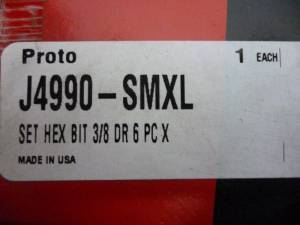 Proto 1 EACH
J4990-SMXL
SET HEX BIT 3/8 DR 6 PC X
MADE IN USA